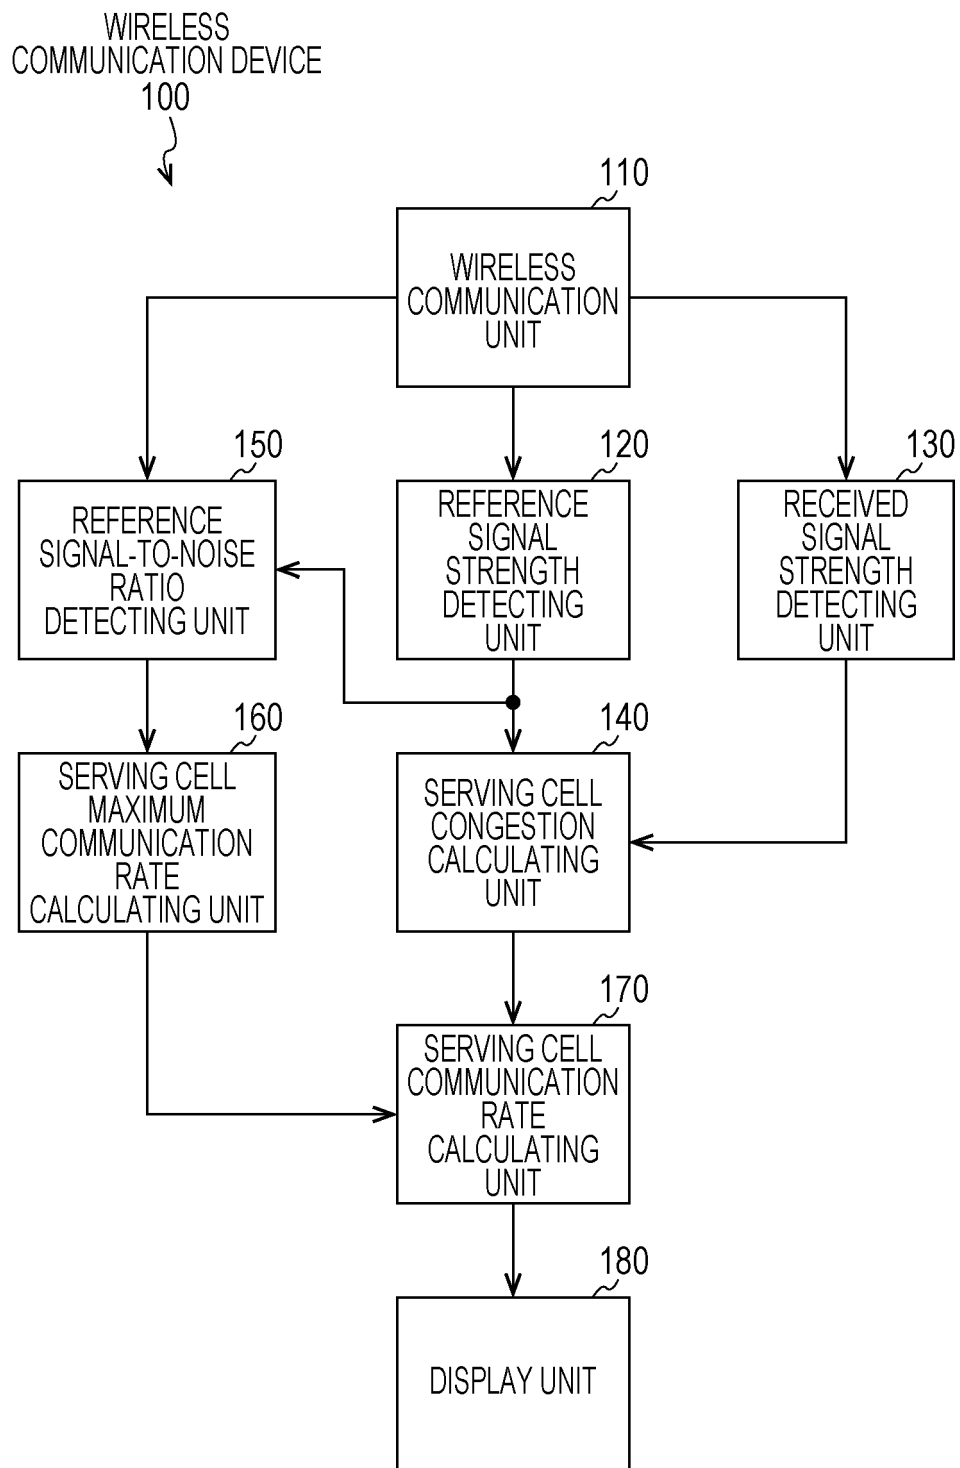 WIRELESS
COMMUNICATION DEVICE
100
110
WIRELESS
COMMUNICATION
UNIT
150
REFERENCE
SIGNAL-TO-NOISE
RATIO
DETECTING UNIT
120
REFERENCE
SIGNAL
STRENGTH
DETECTING
UNIT
130
RECEIVED
SIGNAL
STRENGTH
DETECTING
UNIT
160
SERVING CELL
MAXIMUM
COMMUNICATION
RATE
CALCULATING UNIT
140
SERVING CELL
CONGESTION
CALCULATING
UNIT
170
SERVING CELL
COMMUNICATION
RATE
CALCULATING
UNIT
180
DISPLAY UNIT